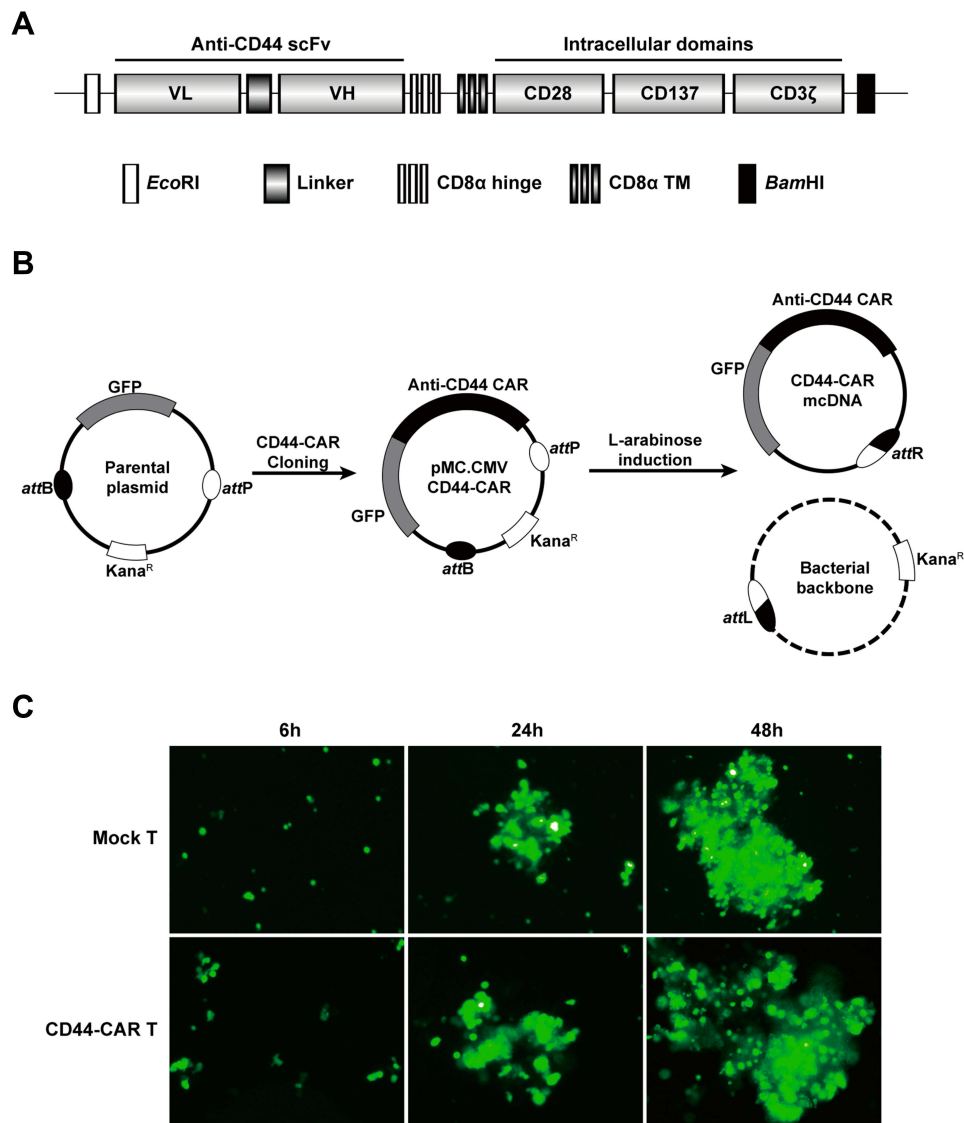 A
Anti-CD44 scFv
Intracellular domains
VL
VH
CD28
CD137
CD3ζ
EcoRI
Linker
CD8α hinge
CD8α TM
BamHI
B
GFP
Parental
plasmid
attB
attP
Kanaᴿ
CD44-CAR
Cloning
Anti-CD44 CAR
pMC.CMV
CD44-CAR
GFP
attP
attB
Kanaᴿ
L-arabinose
induction
Anti-CD44 CAR
GFP
CD44-CAR
mcDNA
attR
Bacterial
backbone
Kanaᴿ
attL
C
6h
24h
48h
Mock T
CD44-CAR T